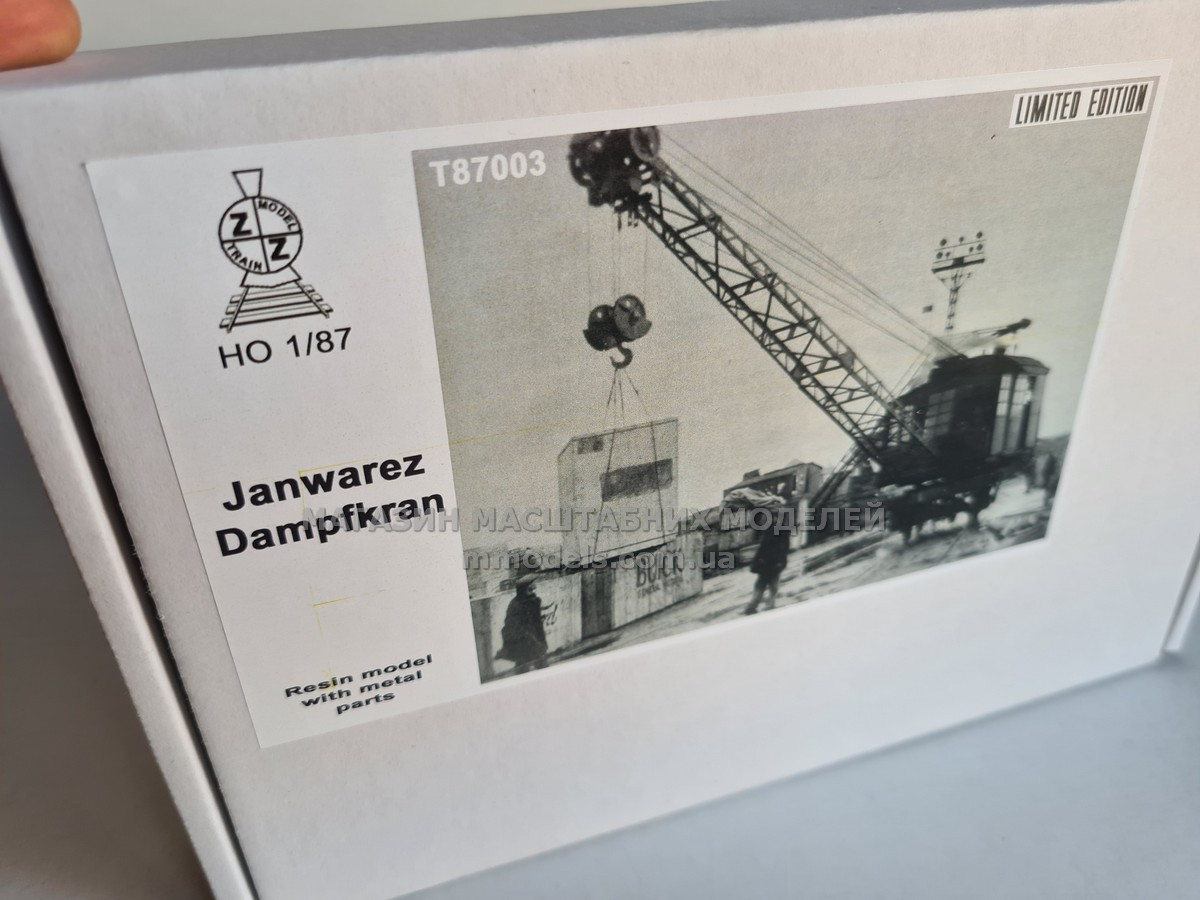 LIMITED EDITION
T87003
MODEL
Z
Z
TRAIN
HO 1/87
Janwarez
Dampfkran
МАГАЗИН МАСШТАБНИХ МОДЕЛЕЙ
mmodels.com.ua
BUICK
Resin model
with metal
parts